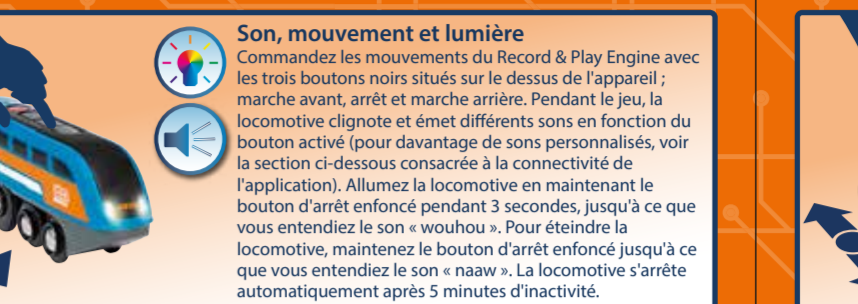 Son, mouvement et lumière
Commandez les mouvements du Record & Play Engine avec
les trois boutons noirs situés sur le dessus de l'appareil ;
marche avant, arrêt et marche arrière. Pendant le jeu, la
locomotive clignote et émet différents sons en fonction du
bouton activé (pour davantage de sons personnalisés, voir
la section ci-dessous consacrée à la connectivité de
l'application). Allumez la locomotive en maintenant le
bouton d'arrêt enfoncé pendant 3 secondes, jusqu'à ce que
vous entendiez le son « wouhou ». Pour éteindre la
locomotive, maintenez le bouton d'arrêt enfoncé jusqu'à ce
que vous entendiez le son « naaw ». La locomotive s'arrête
automatiquement après 5 minutes d'inactivité.